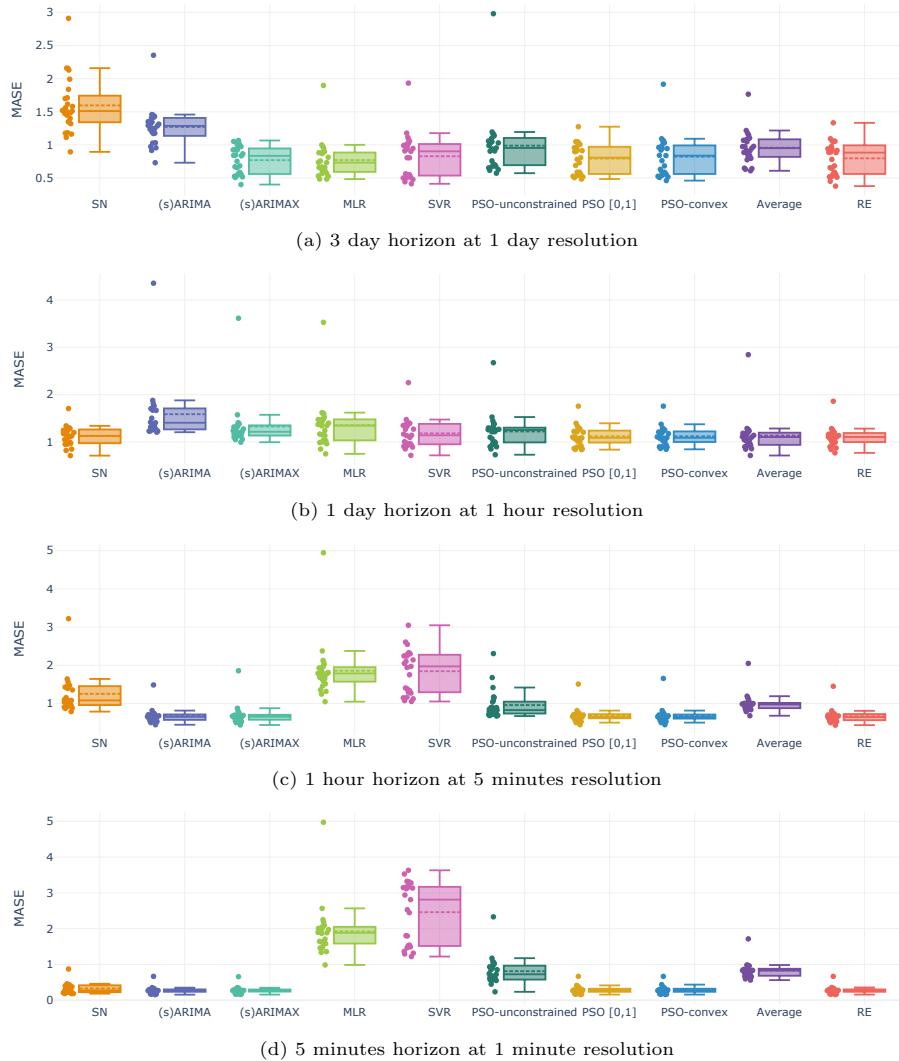 3
2.5
2
1.5
1
0.5
MASE
SN (s)ARIMA (s)ARIMAX MLR SVR PSO-unconstrained PSO [0,1] PSO-convex Average RE
(a) 3 day horizon at 1 day resolution
4
3
2
1
MASE
SN (s)ARIMA (s)ARIMAX MLR SVR PSO-unconstrained PSO [0,1] PSO-convex Average RE
(b) 1 day horizon at 1 hour resolution
5
4
3
2
1
MASE
SN (s)ARIMA (s)ARIMAX MLR SVR PSO-unconstrained PSO [0,1] PSO-convex Average RE
(c) 1 hour horizon at 5 minutes resolution
5
4
3
2
1
0
MASE
SN (s)ARIMA (s)ARIMAX MLR SVR PSO-unconstrained PSO [0,1] PSO-convex Average RE
(d) 5 minutes horizon at 1 minute resolution